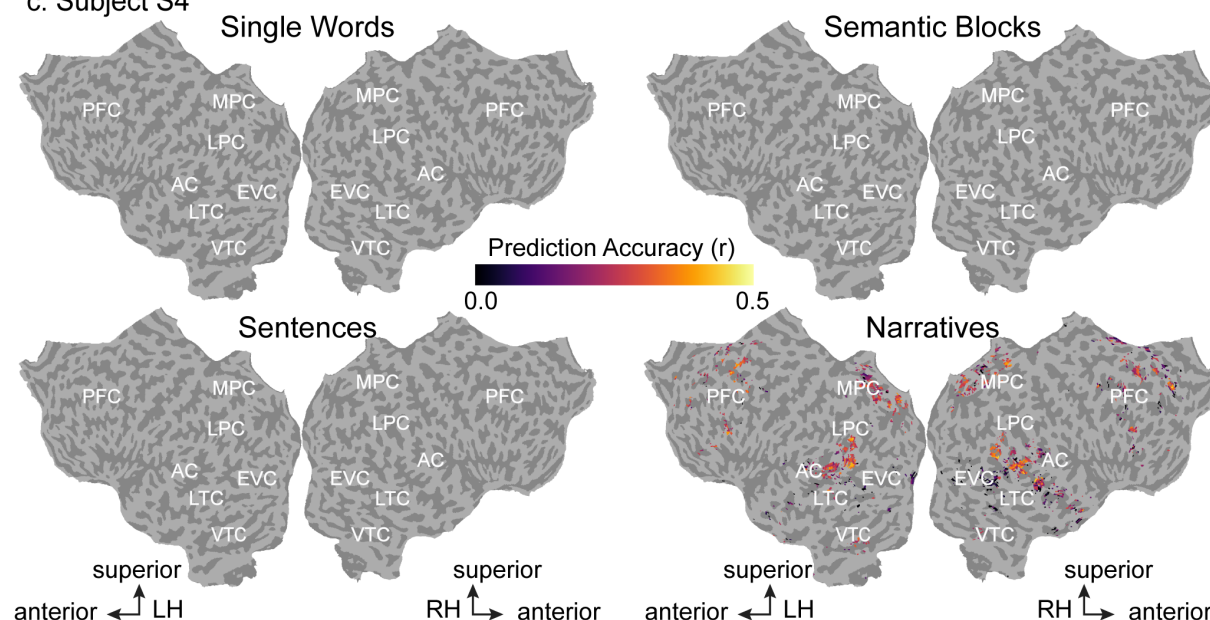 c. Subject S4
Single Words
Semantic Blocks
PFC MPC MPC PFC
LPC LPC
AC AC
EVC EVC
LTC LTC
VTC VTC
PFC MPC MPC PFC
LPC LPC
AC AC
EVC EVC
LTC LTC
VTC VTC
Prediction Accuracy (r)
0.0 0.5
Sentences
Narratives
PFC MPC MPC PFC
LPC LPC
AC AC
EVC EVC
LTC LTC
VTC VTC
PFC MPC MPC PFC
LPC LPC
AC AC
EVC EVC
LTC LTC
VTC VTC
superior superior superior superior
anterior LH RH anterior anterior LH RH anterior